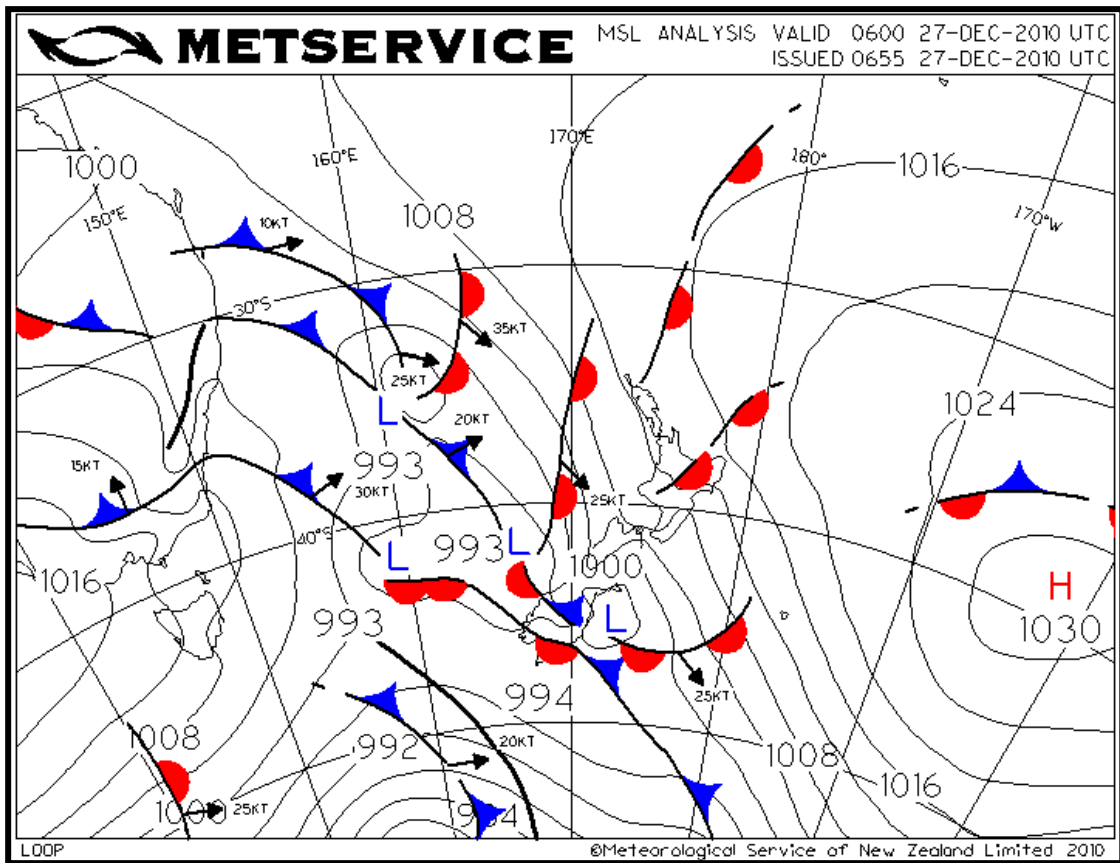 METSERVICE
MSL ANALYSIS VALID 0600 27-DEC-2010 UTC
ISSUED 0655 27-DEC-2010 UTC
170°E
160°E
180°
1000
1016
150°E
1008
170°W
10KT
30°S
35KT
25KT
L
1024
20KT
993
15KT
30KT
25KT
40°S
L
993
L
1000
1016
H
L
993
1030
994
25KT
1008
992
20KT
1008
1016
25KT
984
LOOP
©Meteorological Service of New Zealand Limited 2010